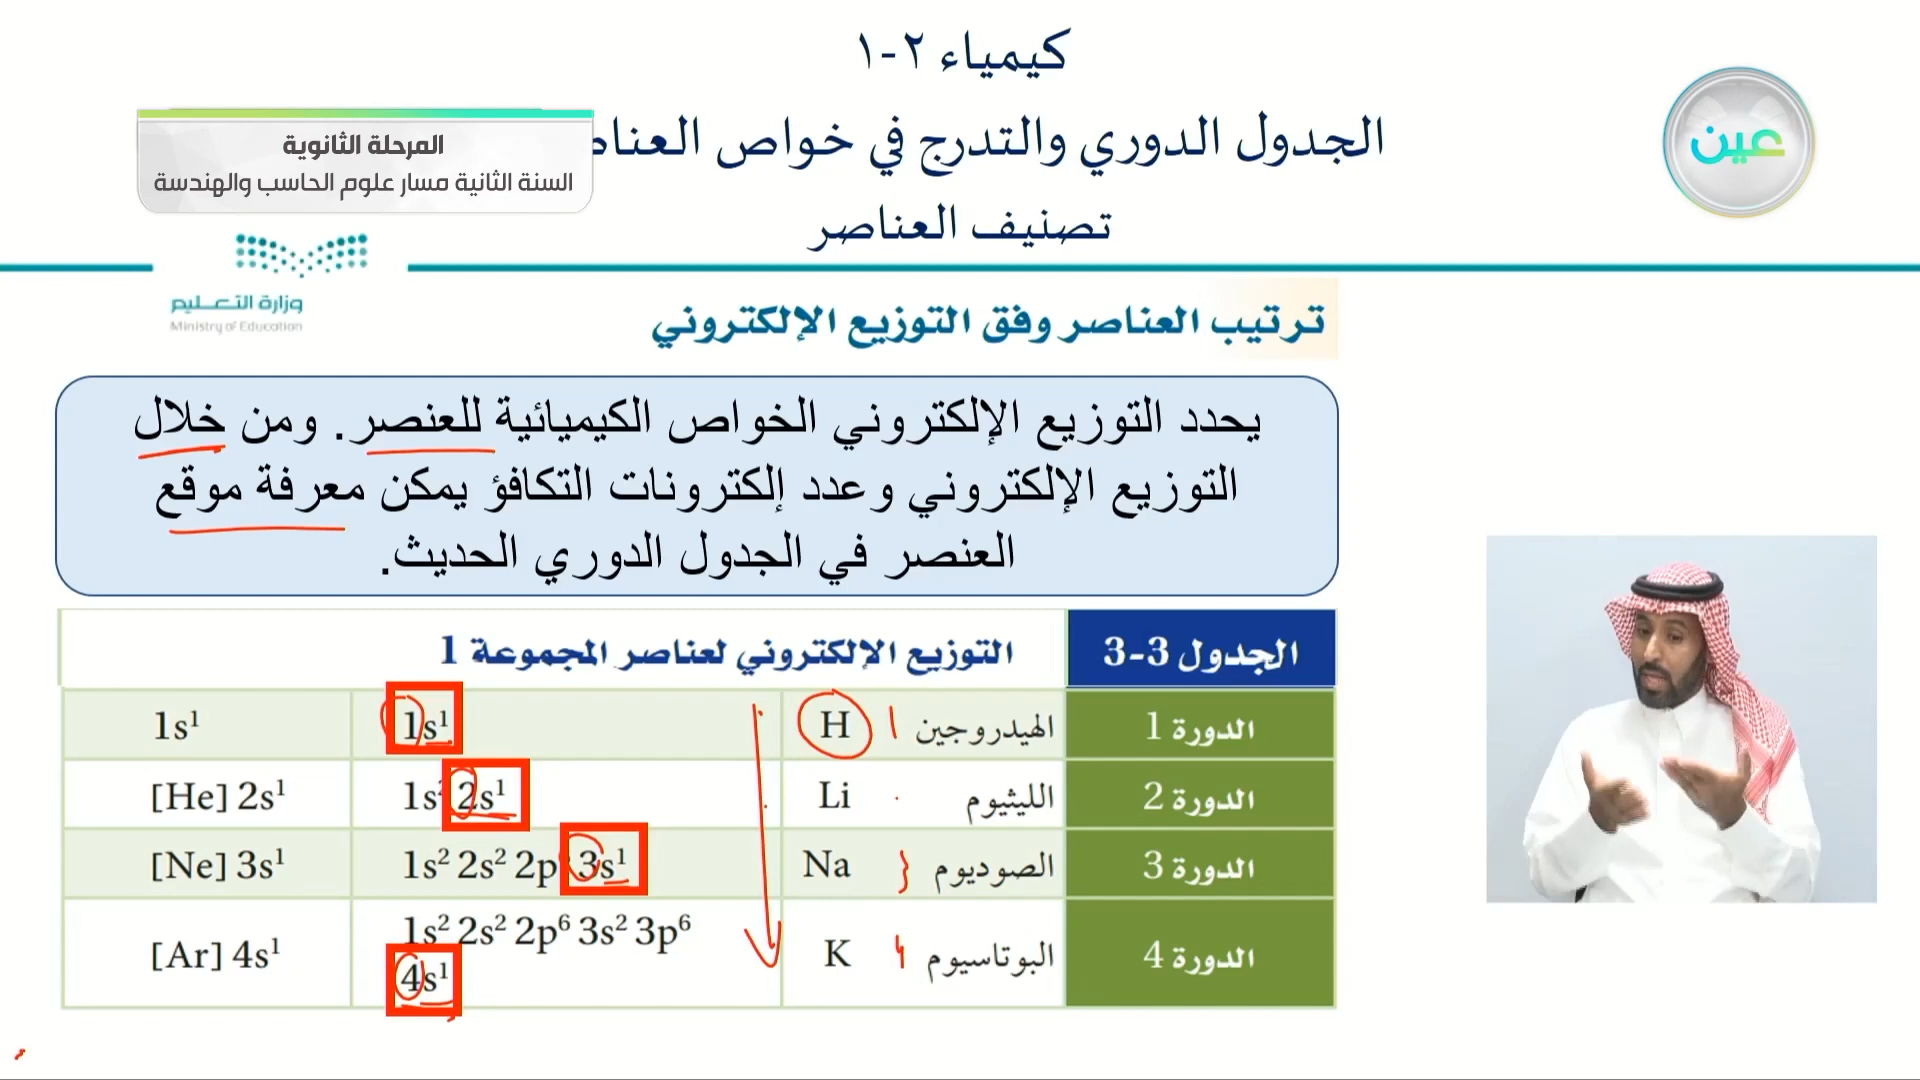 كيمياء ٢-١
الجدول الدوري والتدرج في خواص العناص
المرحلة الثانوية
السنة الثانية مسار علوم الحاسب والهندسة
عين
تصنيف العناصر
وزارة التعليم
Ministry of Education
ترتيب العناصر وفق التوزيع الإلكتروني
يحدد التوزيع الإلكتروني الخواص الكيميائية للعنصر. ومن خلال
التوزيع الإلكتروني وعدد إلكترونات التكافؤ يمكن معرفة موقع
العنصر في الجدول الدوري الحديث.
الجدول 3-3 التوزيع الإلكتروني لعناصر المجموعة 1
الدورة 1 الهيدروجين ١ H 1s¹ 1s¹
الدورة 2 الليثيوم Li 1s² 2s¹ [He] 2s¹
الدورة 3 الصوديوم Na 1s² 2s² 2p 3s¹ [Ne] 3s¹
الدورة 4 البوتاسيوم K 1s² 2s² 2p⁶ 3s² 3p⁶
4s¹ [Ar] 4s¹